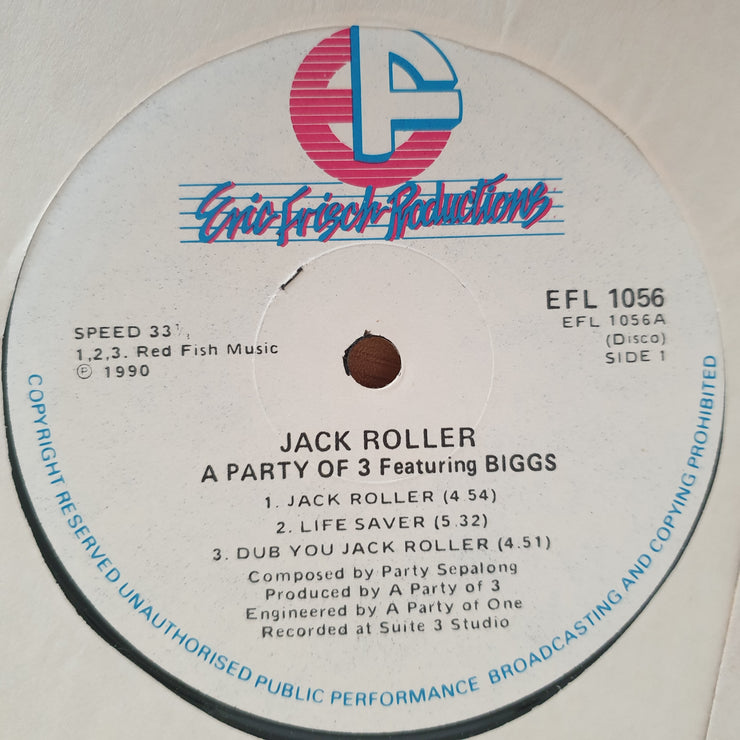 Eric Frisch Productions
EFL 1056
EFL 1056A
(Disco)
SIDE 1
SPEED 33⅓
1,2,3. Red Fish Music
℗ 1990
JACK ROLLER
A PARTY OF 3 Featuring BIGGS
1. JACK ROLLER (4.54)
2. LIFE SAVER (5.32)
3. DUB YOU JACK ROLLER (4.51)
Composed by Party Sepalong
Produced by A Party of 3
Engineered by A Party of One
Recorded at Suite 3 Studio
COPYRIGHT RESERVED UNAUTHORISED PUBLIC PERFORMANCE BROADCASTING AND COPYING PROHIBITED